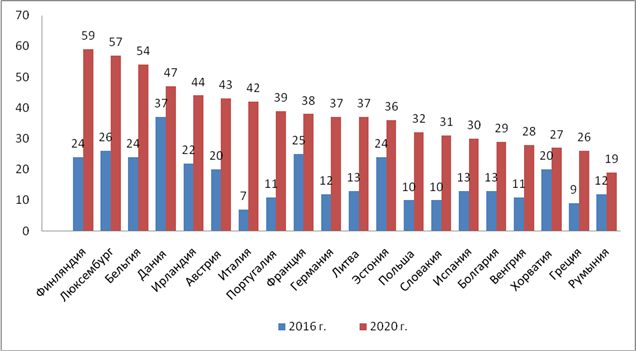 70
60
50
40
30
20
10
0
24 59
26 57
24 54
37 47
22 44
20 43
7 42
11 39
25 38
12 37
13 37
24 36
10 32
10 31
13 30
13 29
11 28
20 27
9 26
12 19
Финляндия
Люксембург
Бельгия
Дания
Ирландия
Австрия
Италия
Португалия
Франция
Германия
Литва
Эстония
Польша
Словакия
Испания
Болгария
Венгрия
Хорватия
Греция
Румыния
2016 г. 2020 г.